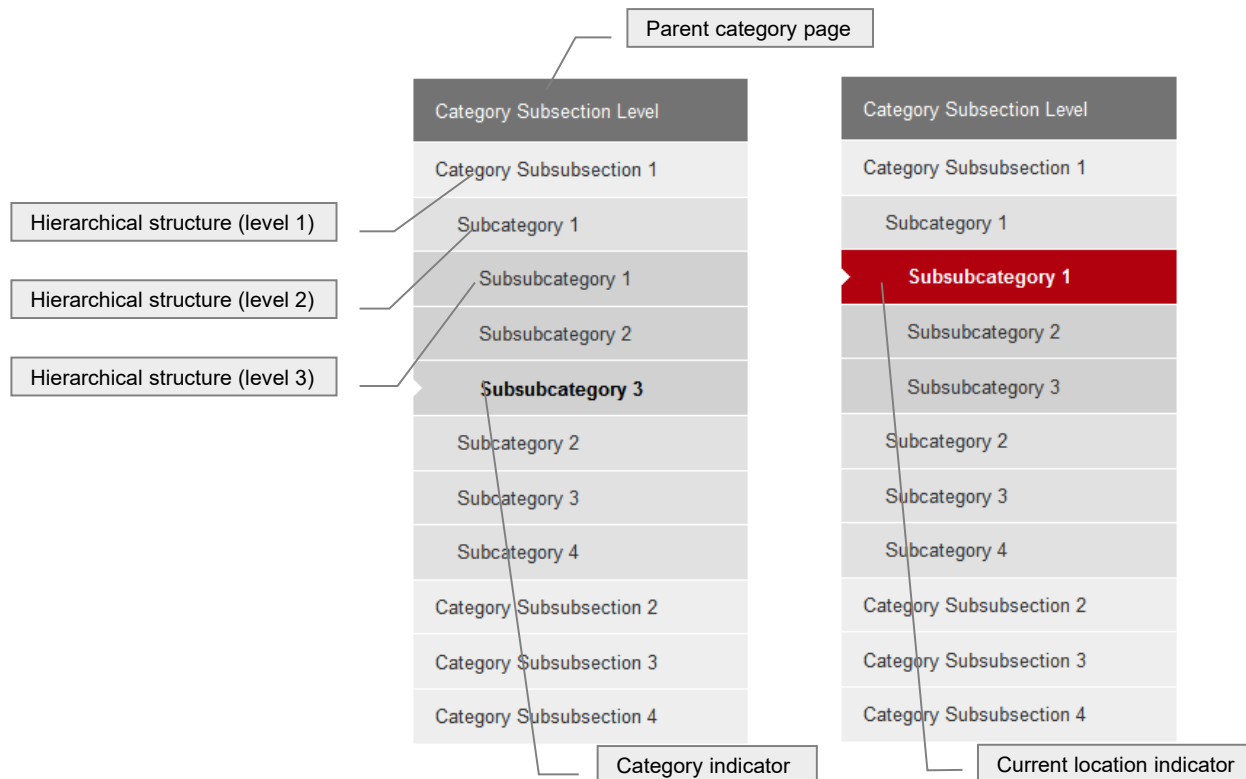 Parent category page
Category Subsection Level
Category Subsubsection 1
Subcategory 1
Subsubcategory 1
Subsubcategory 2
Subsubcategory 3
Subcategory 2
Subcategory 3
Subcategory 4
Category Subsubsection 2
Category Subsubsection 3
Category Subsubsection 4
Hierarchical structure (level 1)
Hierarchical structure (level 2)
Hierarchical structure (level 3)
Category indicator
Category Subsection Level
Category Subsubsection 1
Subcategory 1
Subsubcategory 1
Subsubcategory 2
Subsubcategory 3
Subcategory 2
Subcategory 3
Subcategory 4
Category Subsubsection 2
Category Subsubsection 3
Category Subsubsection 4
Current location indicator